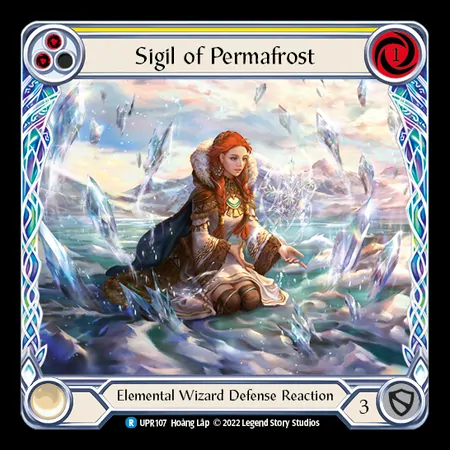 Sigil of Permafrost
1
Elemental Wizard Defense Reaction
3
R UPR107 Hoàng Lập © 2022 Legend Story Studios